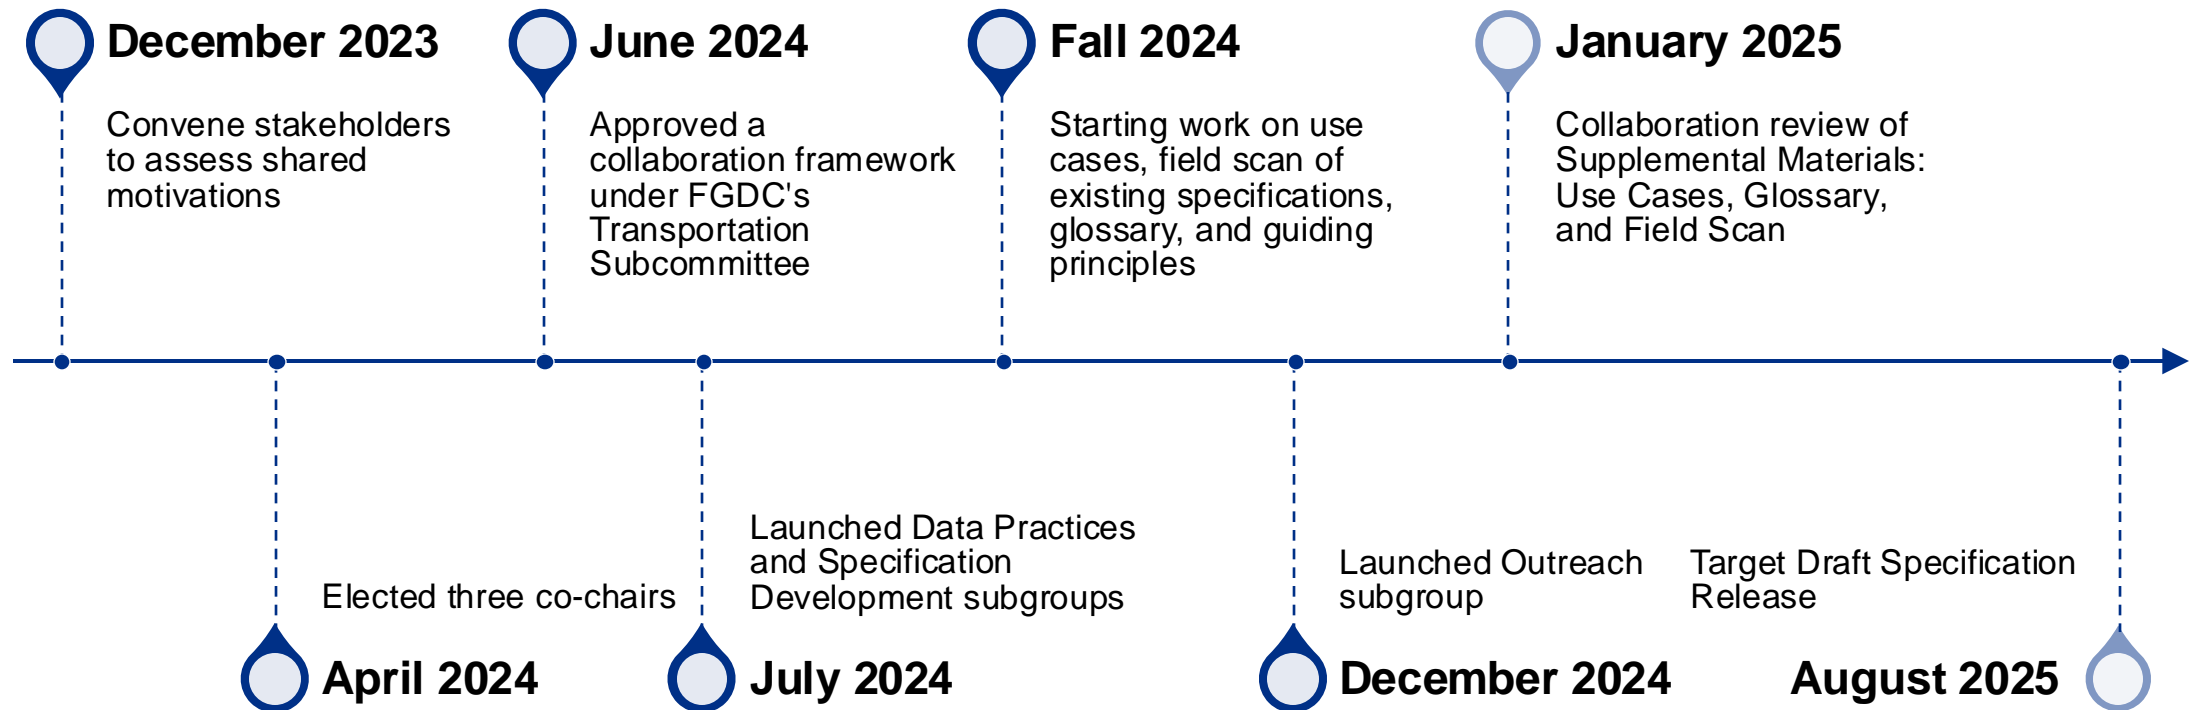 December 2023
Convene stakeholders
to assess shared
motivations
June 2024
Approved a
collaboration framework
under FGDC's
Transportation
Subcommittee
Fall 2024
Starting work on use
cases, field scan of
existing specifications,
glossary, and guiding
principles
January 2025
Collaboration review of
Supplemental Materials:
Use Cases, Glossary,
and Field Scan
Elected three co-chairs
April 2024
Launched Data Practices
and Specification
Development subgroups
July 2024
Launched Outreach
subgroup
December 2024
Target Draft Specification
Release
August 2025